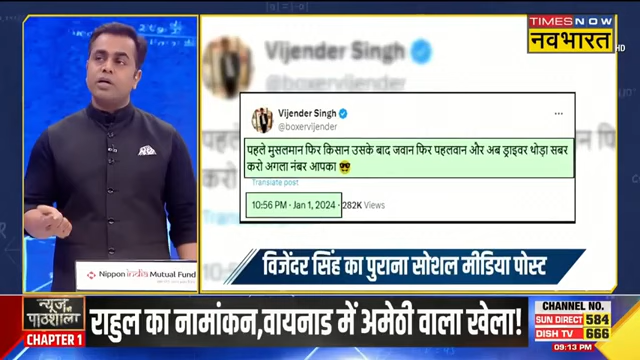 TIMES NOW
नवभारत
HD
Vijender Singh
@boxervijender
Vijender Singh
@boxervijender
पहले मुसलमान फिर किसान उसके बाद जवान फिर पहलवान और अब ड्राइवर थोड़ा सबर
करो अगला नंबर आपका
Translate post
10:56 PM · Jan 1, 2024 · 282K Views
Nippon india Mutual Fund
विजेंदर सिंह का पुराना सोशल मीडिया पोस्ट
न्यूज़ की
पाठशाला
CHAPTER 1
राहुल का नामांकन,वायनाड में अमेठी वाला खेला!
CHANNEL NO.
SUN DIRECT 584
DISH TV 666
09:13 PM